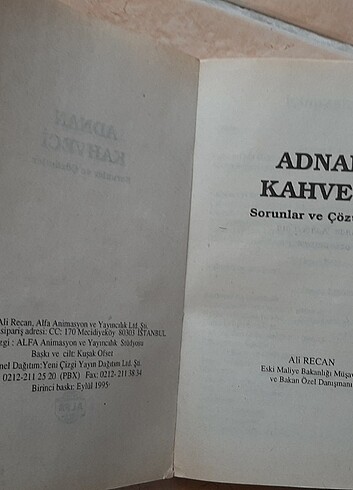 Ali Recan, Alfa Animasyon ve Yayıncılık Ltd. Şti.
sipariş adresi: CC: 170 Mecidiyeköy 80303 İSTANBUL
zgi : ALFA Animasyon ve Yayıncılık Stüdyosu
Baskı ve cilt: Kuşak Ofset
nel Dağıtım: Yeni Çizgi Yayın Dağıtım Ltd. Şti.
0212-211 25 20 (PBX) Fax: 0212- 211 38 34
Birinci baskı: Eylül 1995
ADNA
KAHVE
Sorunlar ve Çöz
Ali RECAN
Eski Maliye Bakanlığı Müşav
ve Bakan Özel Danışmanı